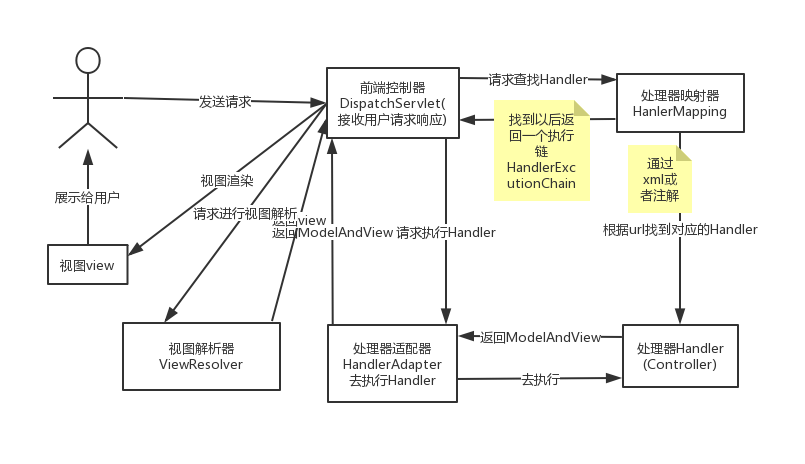 发送请求
前端控制器
DispatchServlet(
接收用户请求响应)
请求查找Handler
处理器映射器
HanlerMapping
找到以后返
回一个执行
链
HandlerExc
utionChain
通过
xml或
者注解
视图渲染
展示给用户
请求进行视图解析
返回view
返回ModelAndView
请求执行Handler
根据url找到对应的Handler
视图view
视图解析器
ViewResolver
处理器适配器
HandlerAdapter
去执行Handler
返回ModelAndView
去执行
处理器Handler
(Controller)